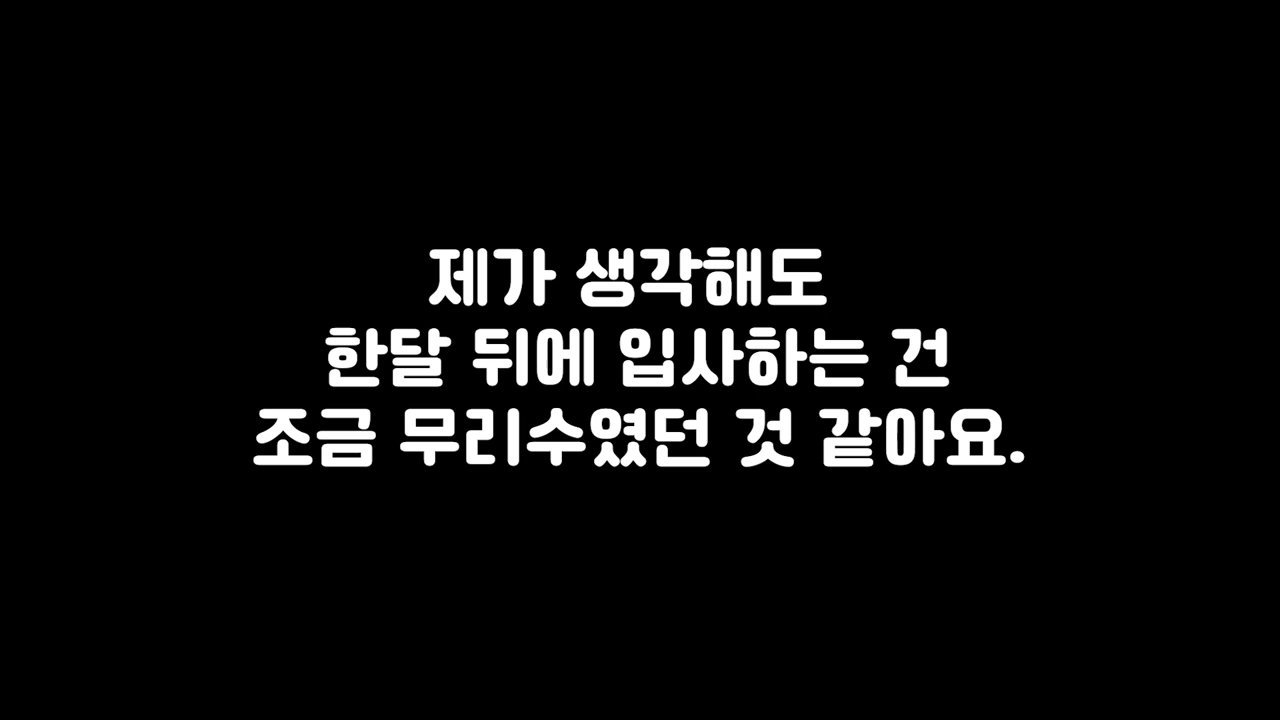 제가 생각해도
한달 뒤에 입사하는 건
조금 무리수였던 것 같아요.